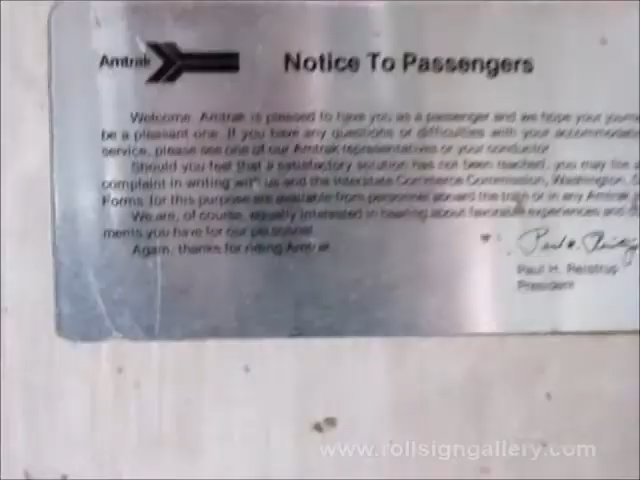 Amtrak
Notice To Passengers
Welcome. Amtrak is pleased to have you as a passenger and we hope your journ
be a pleasant one. If you have any questions or difficulties with your accommoda
service, please see one of our Amtrak representatives or your conductor.
Should you feel that a satisfactory solution has not been reached, you may file a
complaint in writing with us and the Interstate Commerce Commission, Washington,
Forms for this purpose are available from personnel aboard the train or in any Amtrak
We are, of course, equally interested in hearing about favorable experiences and
ments you have for our personnel.
Again, thanks for riding Amtrak.
Paul H. Reistrup
Paul H. Reistrup
President
www.rollsigngallery.com